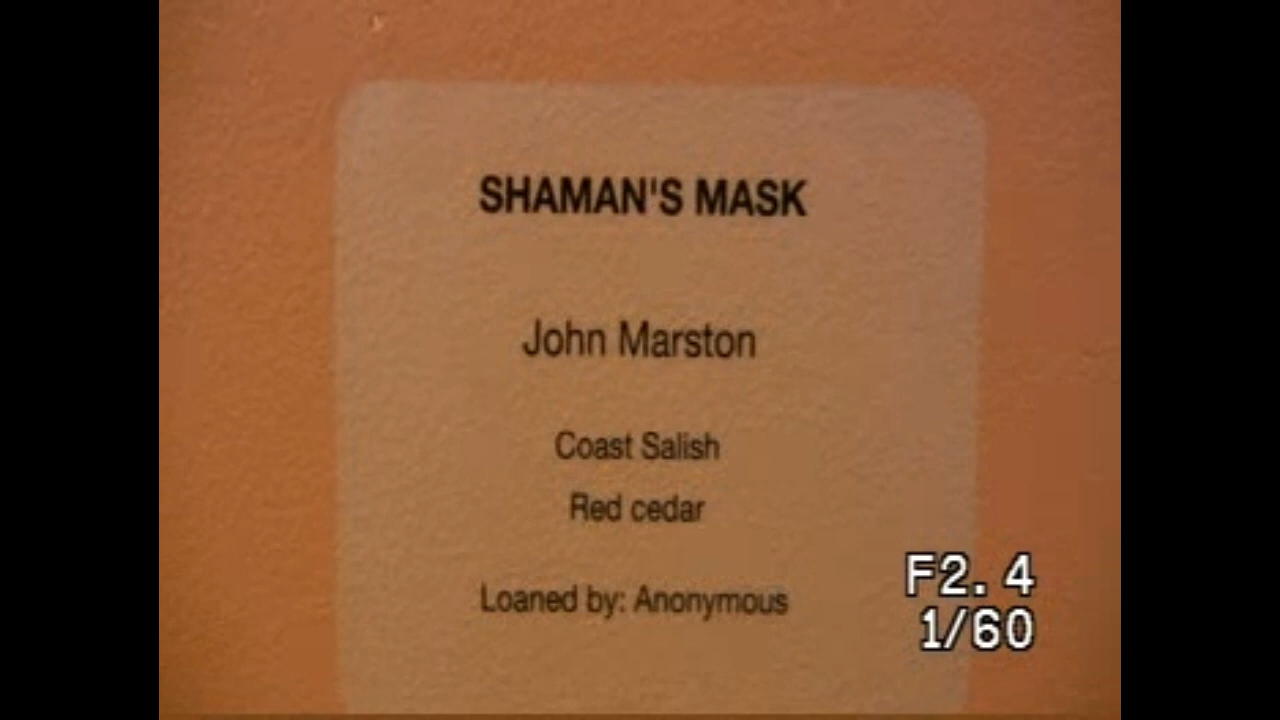 SHAMAN'S MASK
John Marston
Coast Salish
Red cedar
Loaned by: Anonymous
F2.4
1/60